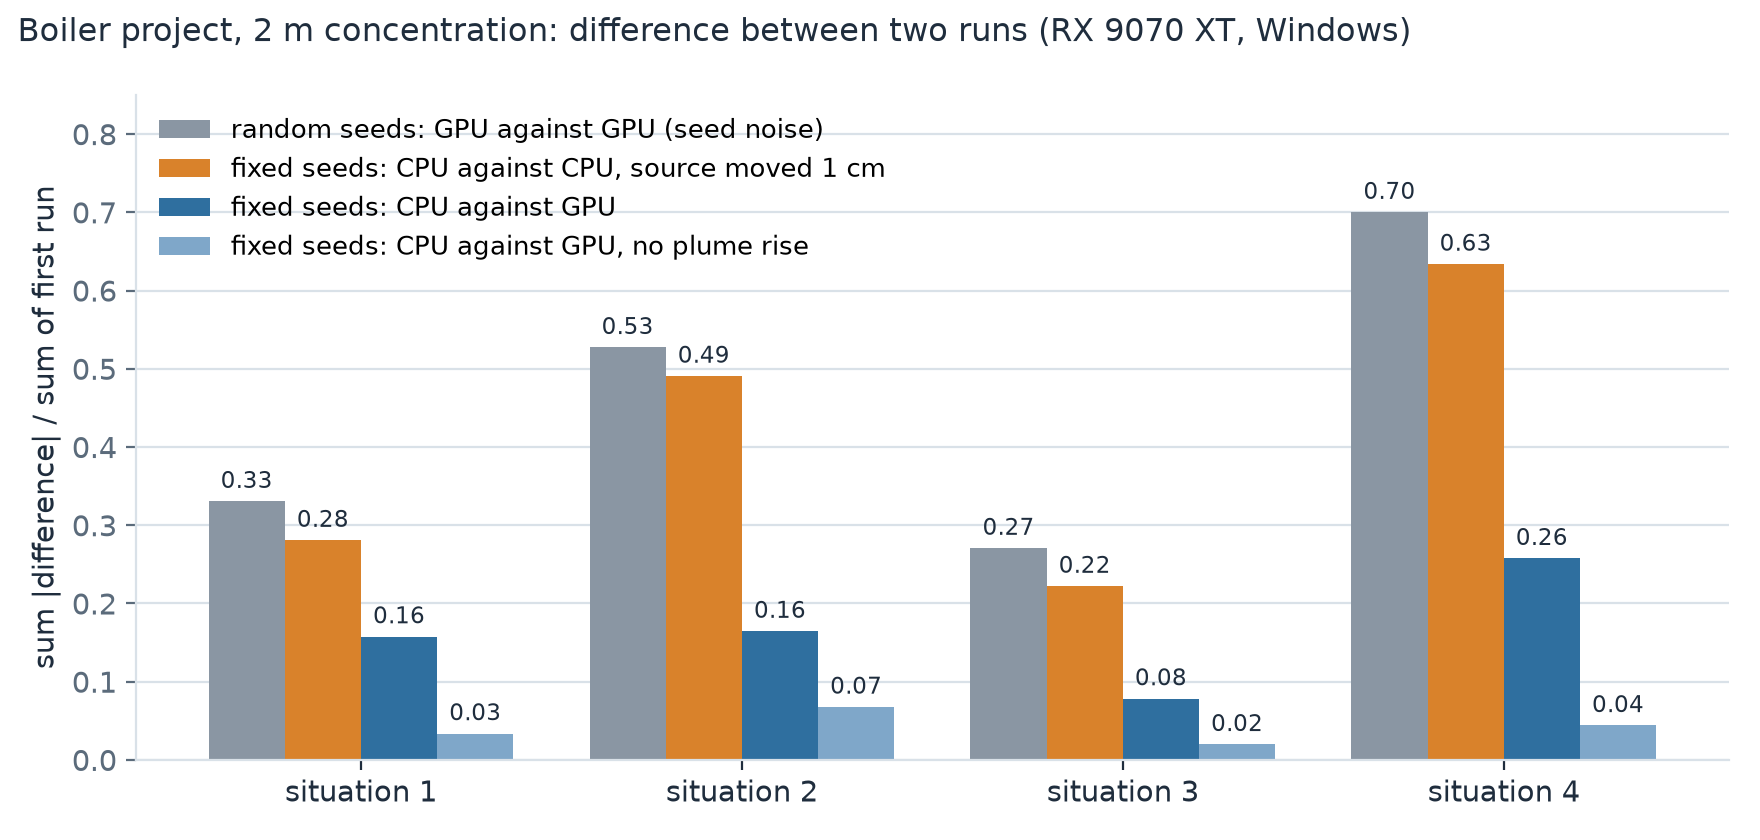 Boiler project, 2 m concentration: difference between two runs (RX 9070 XT, Windows)
sum |difference| / sum of first run
0.8
0.7
0.6
0.5
0.4
0.3
0.2
0.1
0.0
random seeds: GPU against GPU (seed noise)
fixed seeds: CPU against CPU, source moved 1 cm
fixed seeds: CPU against GPU
fixed seeds: CPU against GPU, no plume rise
0.33
0.28
0.16
0.03
0.53
0.49
0.16
0.07
0.27
0.22
0.08
0.02
0.70
0.63
0.26
0.04
situation 1
situation 2
situation 3
situation 4